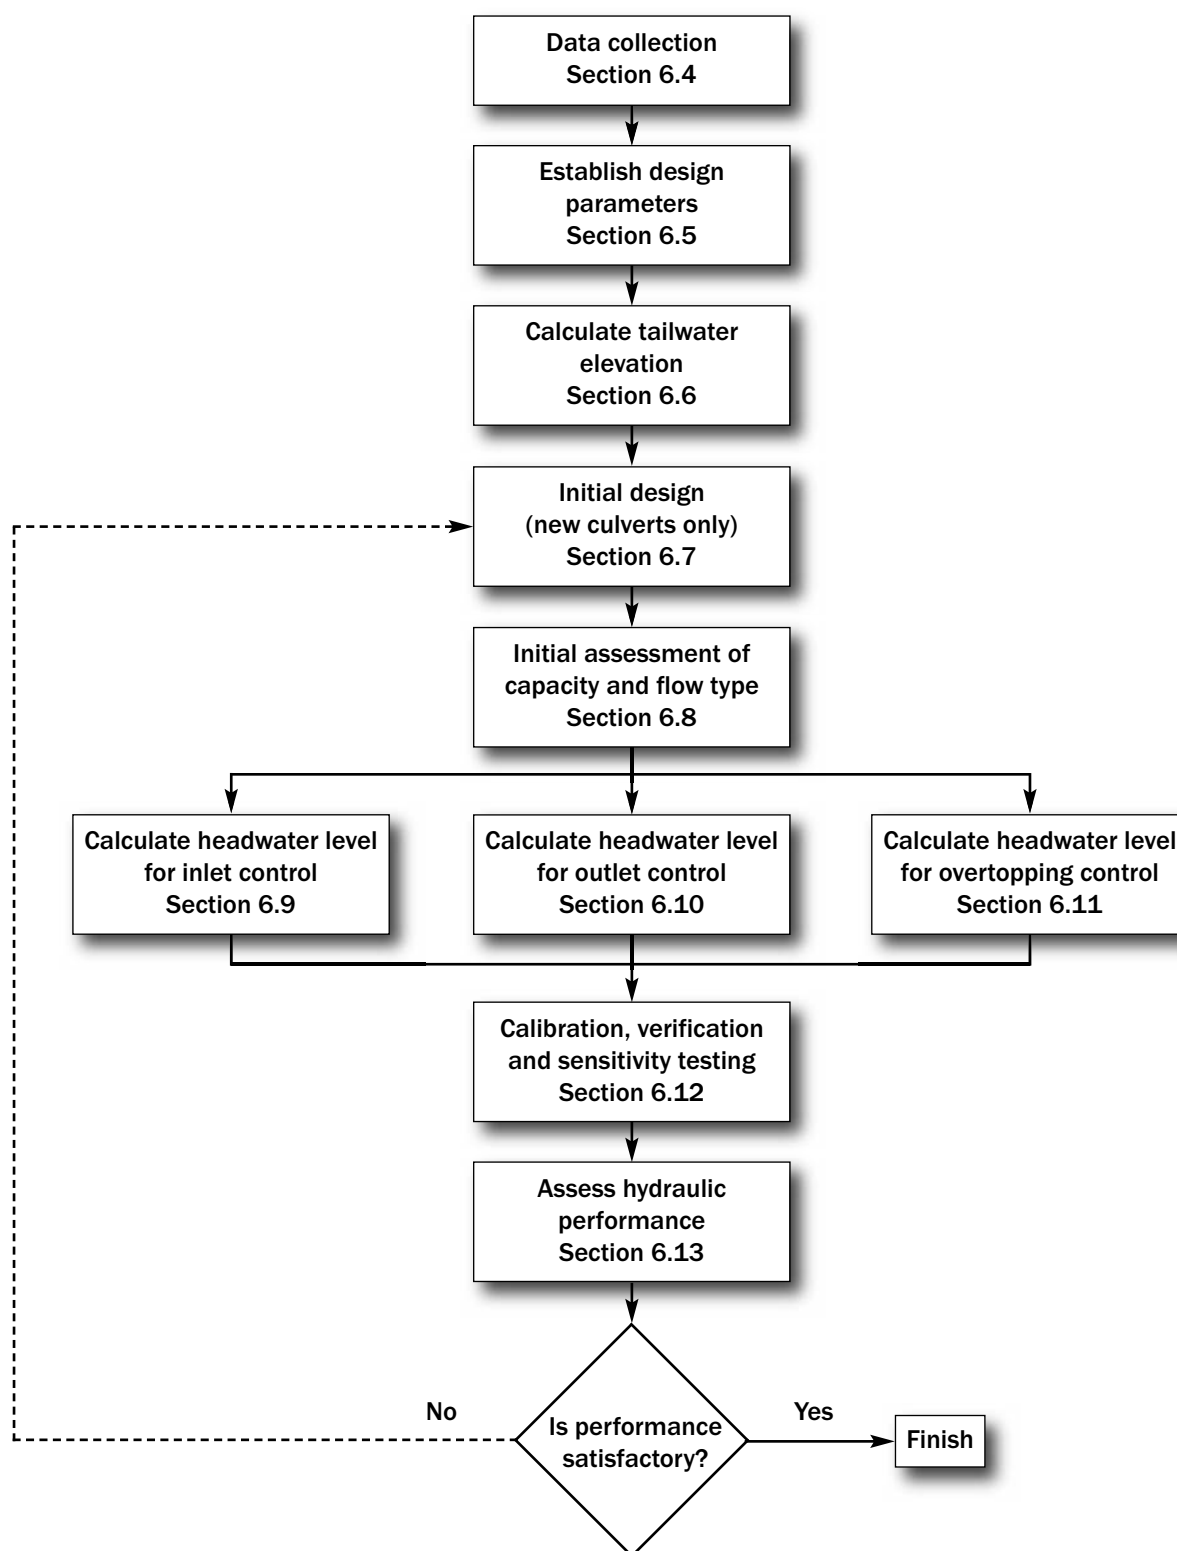 Data collection
Section 6.4
Establish design
parameters
Section 6.5
Calculate tailwater
elevation
Section 6.6
Initial design
(new culverts only)
Section 6.7
Initial assessment of
capacity and flow type
Section 6.8
Calculate headwater level
for inlet control
Section 6.9
Calculate headwater level
for outlet control
Section 6.10
Calculate headwater level
for overtopping control
Section 6.11
Calibration, verification
and sensitivity testing
Section 6.12
Assess hydraulic
performance
Section 6.13
No
Is performance
satisfactory?
Yes
Finish